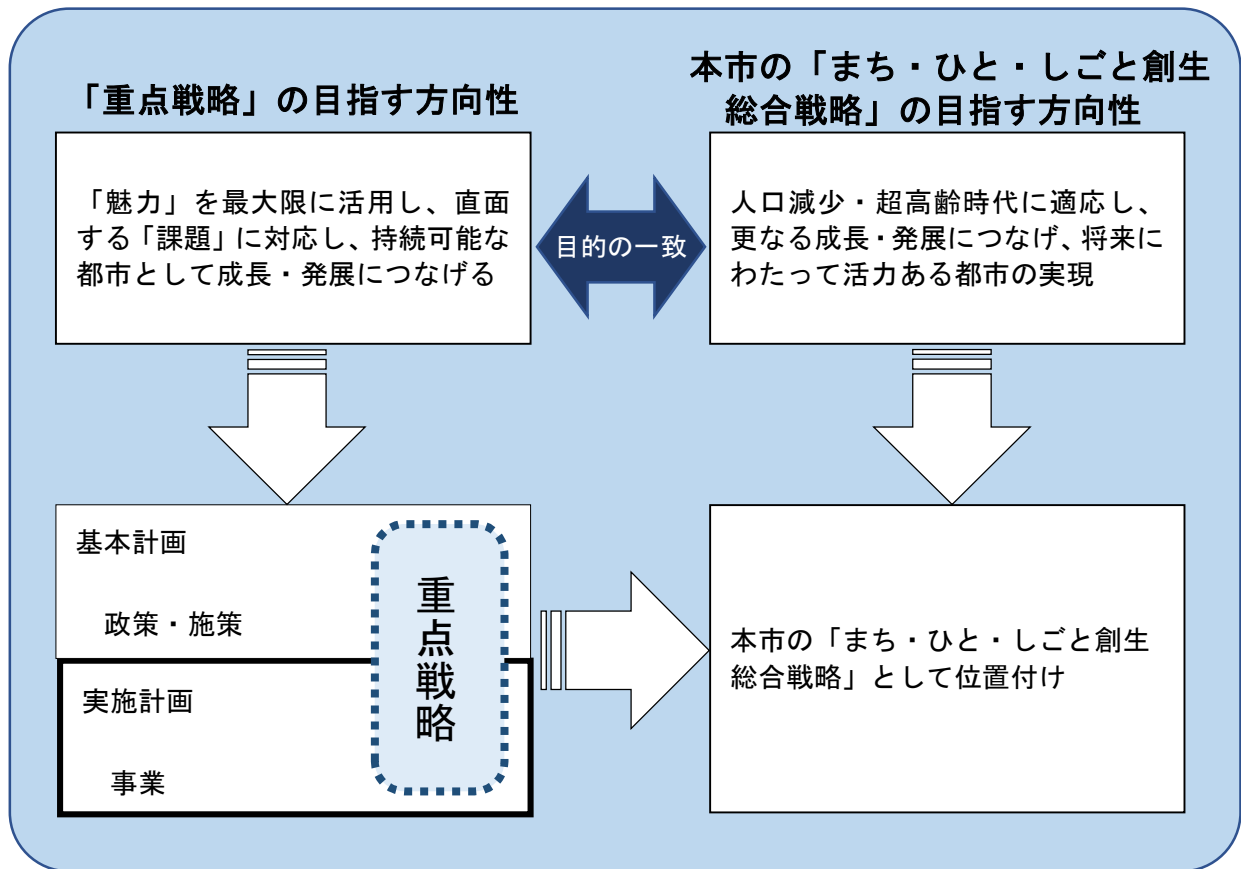 「重点戦略」の目指す方向性
本市の「まち・ひと・しごと創生
総合戦略」の目指す方向性
「魅力」を最大限に活用し、直面
する「課題」に対応し、持続可能な
都市として成長・発展につなげる
目的の一致
人口減少・超高齢時代に適応し、
更なる成長・発展につなげ、将来に
わたって活力ある都市の実現
基本計画
政策・施策
実施計画
事業
重点戦略
本市の「まち・ひと・しごと創生
総合戦略」として位置付け